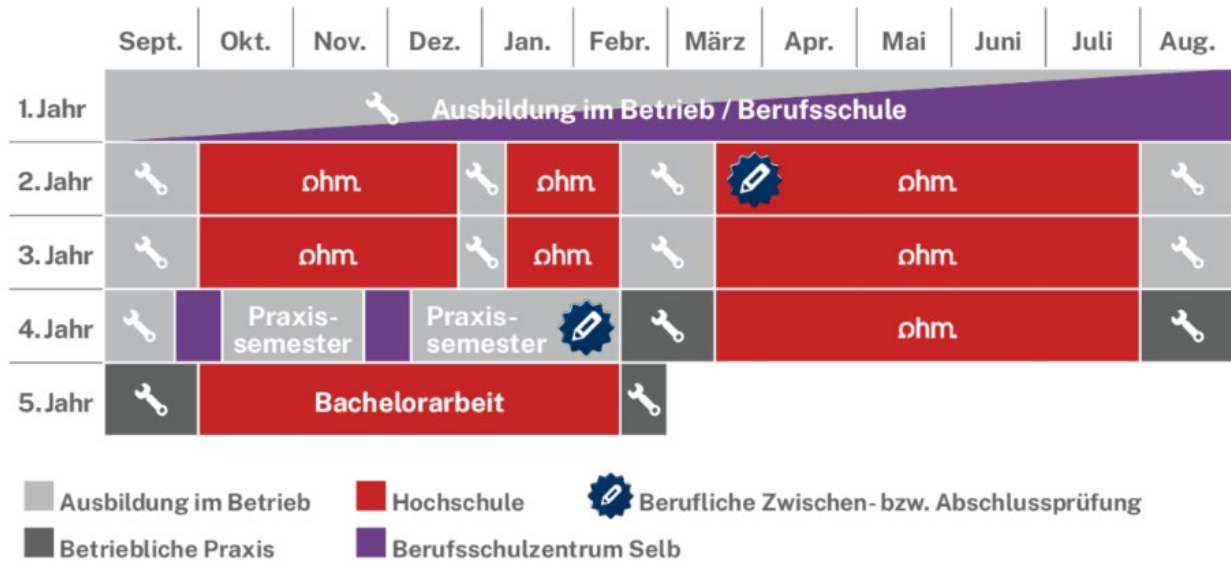 Sept. Okt. Nov. Dez. Jan. Febr. März Apr. Mai Juni Juli Aug.
1. Jahr Ausbildung im Betrieb / Berufsschule
2. Jahr ohm ohm ohm
3. Jahr ohm ohm ohm
4. Jahr Praxis- Praxis- ohm
semester semester
5. Jahr Bachelorarbeit
Ausbildung im Betrieb Hochschule Berufliche Zwischen- bzw. Abschlussprüfung
Betriebliche Praxis Berufsschulzentrum Selb